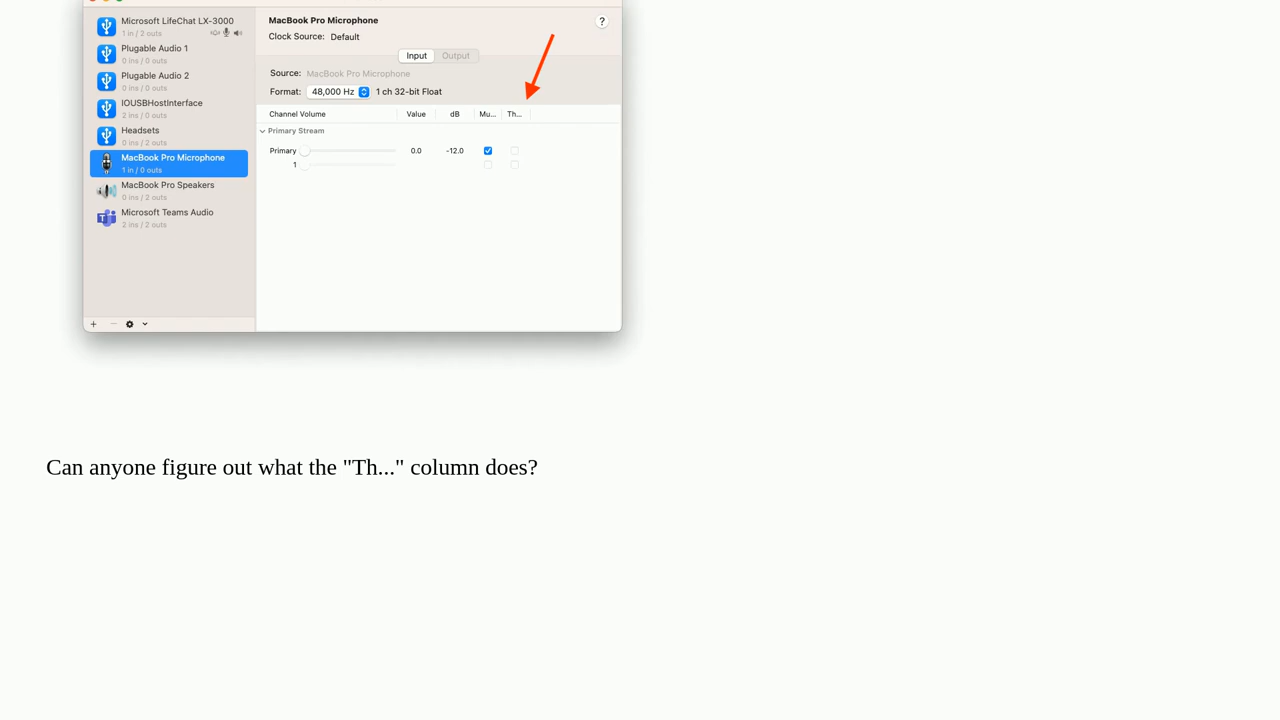 Microsoft LifeChat LX-3000
1 in / 2 outs
Plugable Audio 1
0 ins / 0 outs
Plugable Audio 2
0 ins / 0 outs
IOUSBHostInterface
2 ins / 0 outs
Headsets
0 ins / 2 outs
MacBook Pro Microphone
1 in / 0 outs
MacBook Pro Speakers
0 ins / 2 outs
Microsoft Teams Audio
2 ins / 2 outs
MacBook Pro Microphone
?
Clock Source: Default
Input Output
Source: MacBook Pro Microphone
Format: 48,000 Hz 1 ch 32-bit Float
Channel Volume Value dB Mu... Th...
Primary Stream
Primary 0.0 -12.0
1
Can anyone figure out what the "Th..." column does?